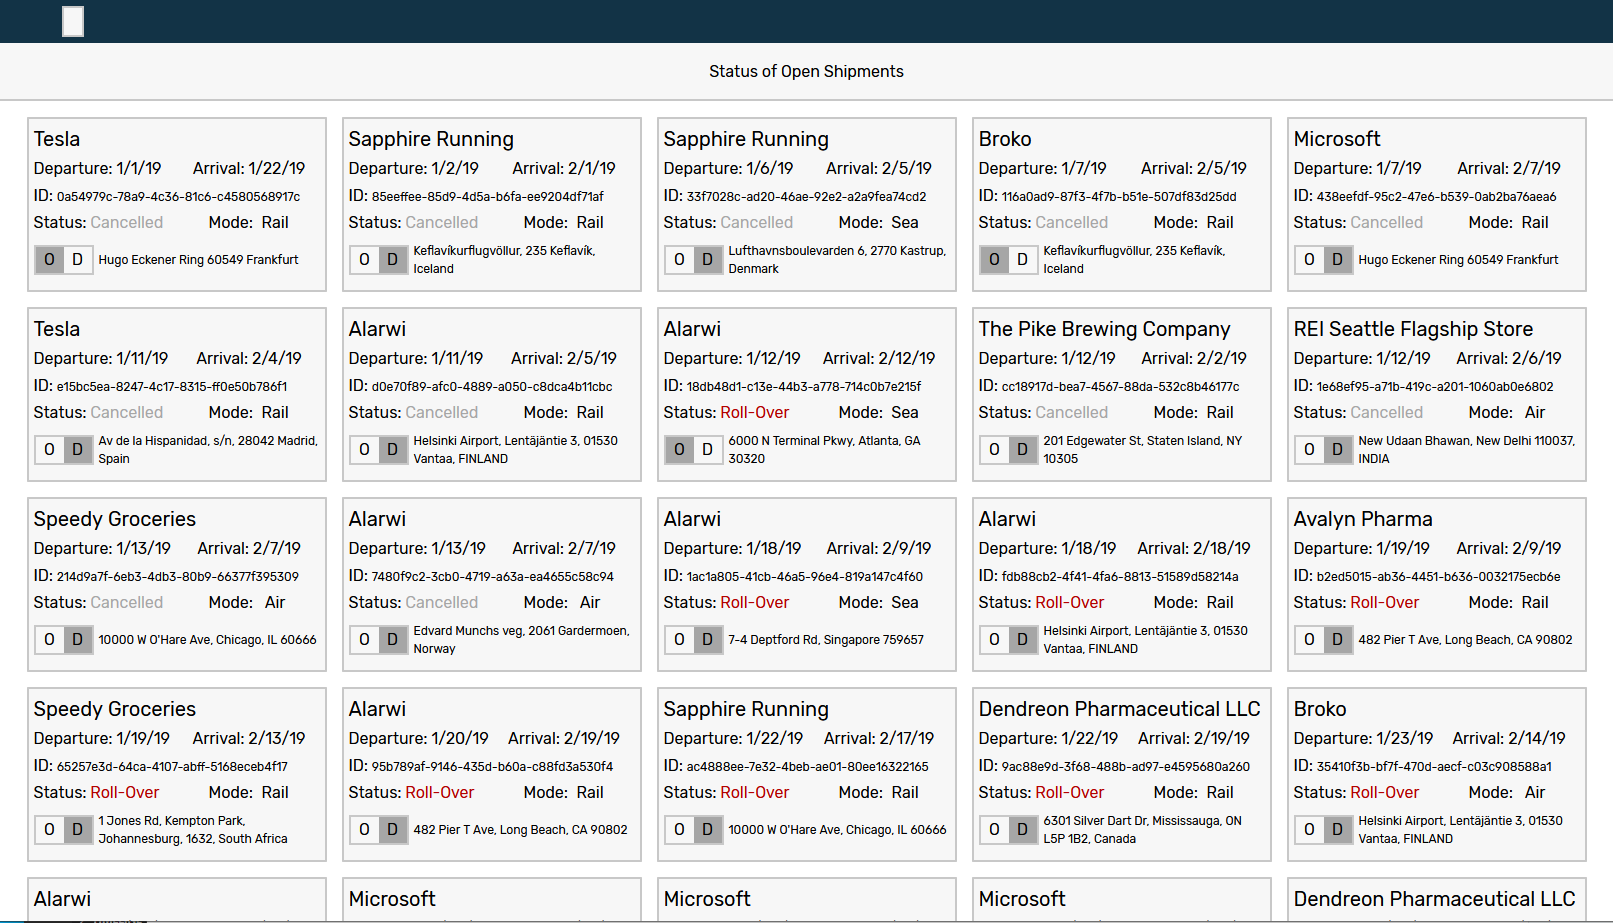 Status of Open Shipments
Tesla
Departure: 1/1/19 Arrival: 1/22/19
ID: 0a54979c-78a9-4c36-81c6-c4580568917c
Status: Cancelled Mode: Rail
O D Hugo Eckener Ring 60549 Frankfurt
Sapphire Running
Departure: 1/2/19 Arrival: 2/1/19
ID: 85eeffee-85d9-4d5a-b6fa-ee9204df71af
Status: Cancelled Mode: Rail
O D Keflavíkurflugvöllur, 235 Keflavík,
Iceland
Sapphire Running
Departure: 1/6/19 Arrival: 2/5/19
ID: 33f7028c-ad20-46ae-92e2-a2a9fea74cd2
Status: Cancelled Mode: Sea
O D Lufthavnsboulevarden 6, 2770 Kastrup,
Denmark
Broko
Departure: 1/7/19 Arrival: 2/5/19
ID: 116a0ad9-87f3-4f7b-b51e-507df83d25dd
Status: Cancelled Mode: Rail
O D Keflavíkurflugvöllur, 235 Keflavík,
Iceland
Microsoft
Departure: 1/7/19 Arrival: 2/7/19
ID: 438eefdf-95c2-47e6-b539-0ab2ba76aea6
Status: Cancelled Mode: Rail
O D Hugo Eckener Ring 60549 Frankfurt
Tesla
Departure: 1/11/19 Arrival: 2/4/19
ID: e15bc5ea-8247-4c17-8315-ff0e50b786f1
Status: Cancelled Mode: Rail
O D Av de la Hispanidad, s/n, 28042 Madrid,
Spain
Alarwi
Departure: 1/11/19 Arrival: 2/5/19
ID: d0e70f89-afc0-4889-a050-c8dca4b11cbc
Status: Cancelled Mode: Rail
O D Helsinki Airport, Lentäjäntie 3, 01530
Vantaa, FINLAND
Alarwi
Departure: 1/12/19 Arrival: 2/12/19
ID: 18db48d1-c13e-44b3-a778-714c0b7e215f
Status: Roll-Over Mode: Sea
O D 6000 N Terminal Pkwy, Atlanta, GA
30320
The Pike Brewing Company
Departure: 1/12/19 Arrival: 2/2/19
ID: cc18917d-bea7-4567-88da-532c8b46177c
Status: Cancelled Mode: Rail
O D 201 Edgewater St, Staten Island, NY
10305
REI Seattle Flagship Store
Departure: 1/12/19 Arrival: 2/6/19
ID: 1e68ef95-a71b-419c-a201-1060ab0e6802
Status: Cancelled Mode: Air
O D New Udaan Bhawan, New Delhi 110037,
INDIA
Speedy Groceries
Departure: 1/13/19 Arrival: 2/7/19
ID: 214d9a7f-6eb3-4db3-80b9-66377f395309
Status: Cancelled Mode: Air
O D 10000 W O'Hare Ave, Chicago, IL 60666
Alarwi
Departure: 1/13/19 Arrival: 2/7/19
ID: 7480f9c2-3cb0-4719-a63a-ea4655c58c94
Status: Cancelled Mode: Air
O D Edvard Munchs veg, 2061 Gardermoen,
Norway
Alarwi
Departure: 1/18/19 Arrival: 2/9/19
ID: 1ac1a805-41cb-46a5-96e4-819a147c4f60
Status: Roll-Over Mode: Sea
O D 7-4 Deptford Rd, Singapore 759657
Alarwi
Departure: 1/18/19 Arrival: 2/18/19
ID: fdb88cb2-4f41-4fa6-8813-51589d58214a
Status: Roll-Over Mode: Rail
O D Helsinki Airport, Lentäjäntie 3, 01530
Vantaa, FINLAND
Avalyn Pharma
Departure: 1/19/19 Arrival: 2/9/19
ID: b2ed5015-ab36-4451-b636-0032175ecb6e
Status: Roll-Over Mode: Rail
O D 482 Pier T Ave, Long Beach, CA 90802
Speedy Groceries
Departure: 1/19/19 Arrival: 2/13/19
ID: 65257e3d-64ca-4107-abff-5168eceb4f17
Status: Roll-Over Mode: Rail
O D 1 Jones Rd, Kempton Park,
Johannesburg, 1632, South Africa
Alarwi
Departure: 1/20/19 Arrival: 2/19/19
ID: 95b789af-9146-435d-b60a-c88fd3a530f4
Status: Roll-Over Mode: Rail
O D 482 Pier T Ave, Long Beach, CA 90802
Sapphire Running
Departure: 1/22/19 Arrival: 2/17/19
ID: ac4888ee-7e32-4beb-ae01-80ee16322165
Status: Roll-Over Mode: Rail
O D 10000 W O'Hare Ave, Chicago, IL 60666
Dendreon Pharmaceutical LLC
Departure: 1/22/19 Arrival: 2/19/19
ID: 9ac88e9d-3f68-488b-ad97-e4595680a260
Status: Roll-Over Mode: Rail
O D 6301 Silver Dart Dr, Mississauga, ON
L5P 1B2, Canada
Broko
Departure: 1/23/19 Arrival: 2/14/19
ID: 35410f3b-bf7f-470d-aecf-c03c908588a1
Status: Roll-Over Mode: Air
O D Helsinki Airport, Lentäjäntie 3, 01530
Vantaa, FINLAND
Alarwi
Microsoft
Microsoft
Microsoft
Dendreon Pharmaceutical LLC